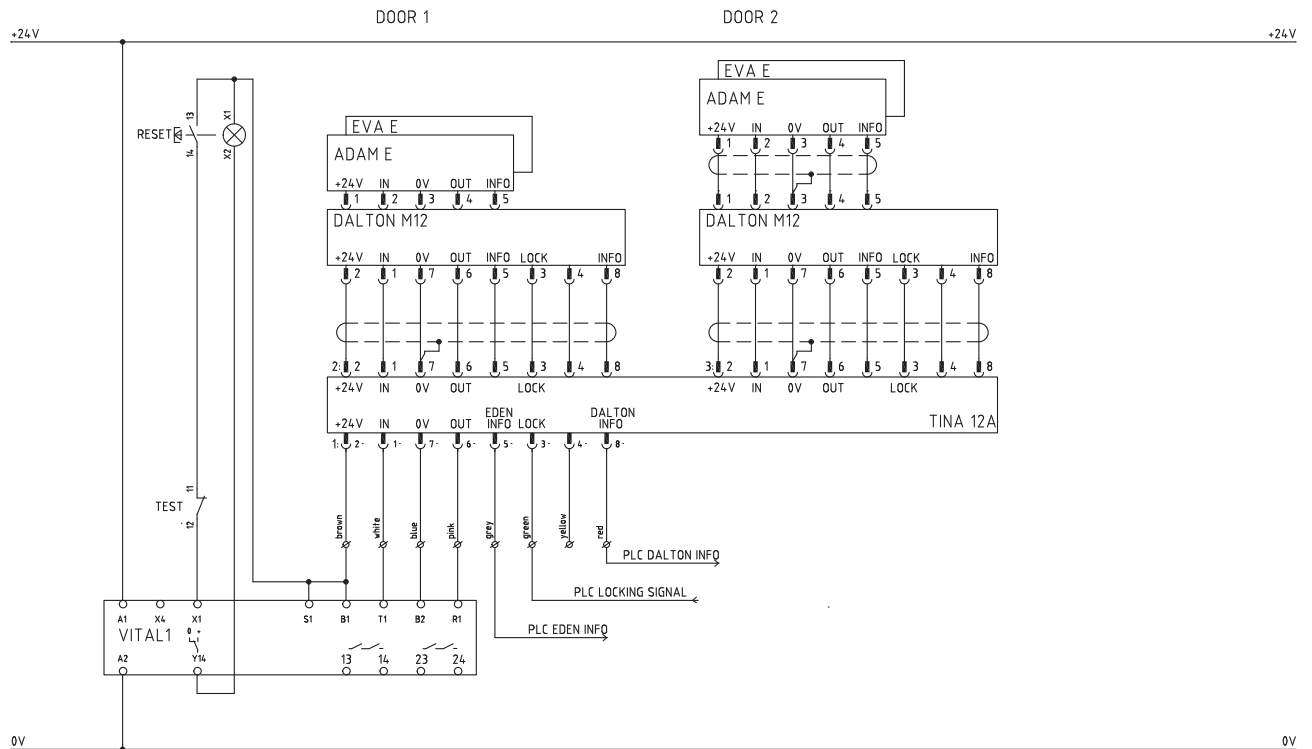 DOOR 1 DOOR 2
+24V +24V
EVA E
ADAM E
+24V IN 0V OUT INFO
1 2 3 4 5
X1
13
RESET
14
X2
EVA E
ADAM E
+24V IN 0V OUT INFO
1 2 3 4 5
1 2 3 4 5
DALTON M12 DALTON M12
+24V IN 0V OUT INFO LOCK INFO +24V IN 0V OUT INFO LOCK INFO
2 1 7 6 5 3 4 8 2 1 7 6 5 3 4 8
2: 2 1 7 6 5 3 4 8 3: 2 1 7 6 5 3 4 8
+24V IN 0V OUT LOCK +24V IN 0V OUT LOCK
EDEN DALTON
+24V IN 0V OUT INFO LOCK INFO TINA 12A
1: 2- 1- 7- 6- 5- 3- 4- 8-
11
TEST
12
brown white blue pink grey green yellow red
PLC DALTON INFO
PLC LOCKING SIGNAL
A1 X4 X1 S1 B1 T1 B2 R1
PLC EDEN INFO
VITAL1 0 +
A2 Y14 13 14 23 24
0V 0V